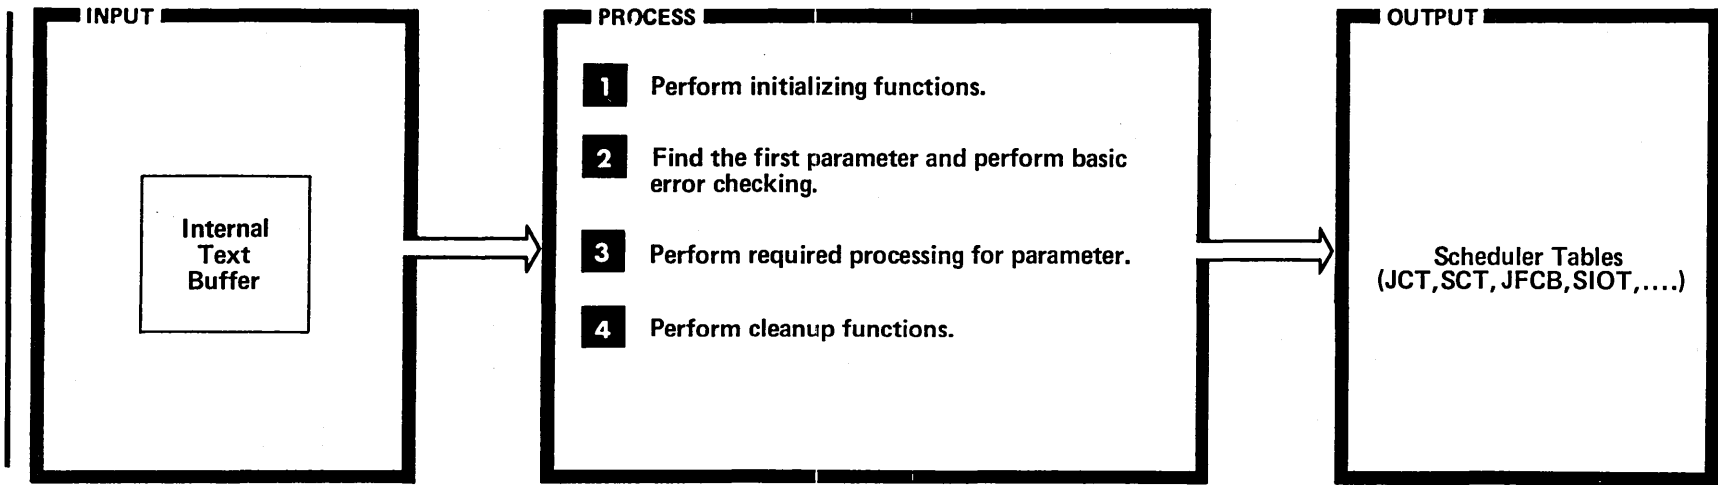 INPUT
Internal
Text
Buffer
PROCESS
1 Perform initializing functions.
2 Find the first parameter and perform basic
error checking.
3 Perform required processing for parameter.
4 Perform cleanup functions.
OUTPUT
Scheduler Tables
(JCT,SCT,JFCB,SIOT,....)